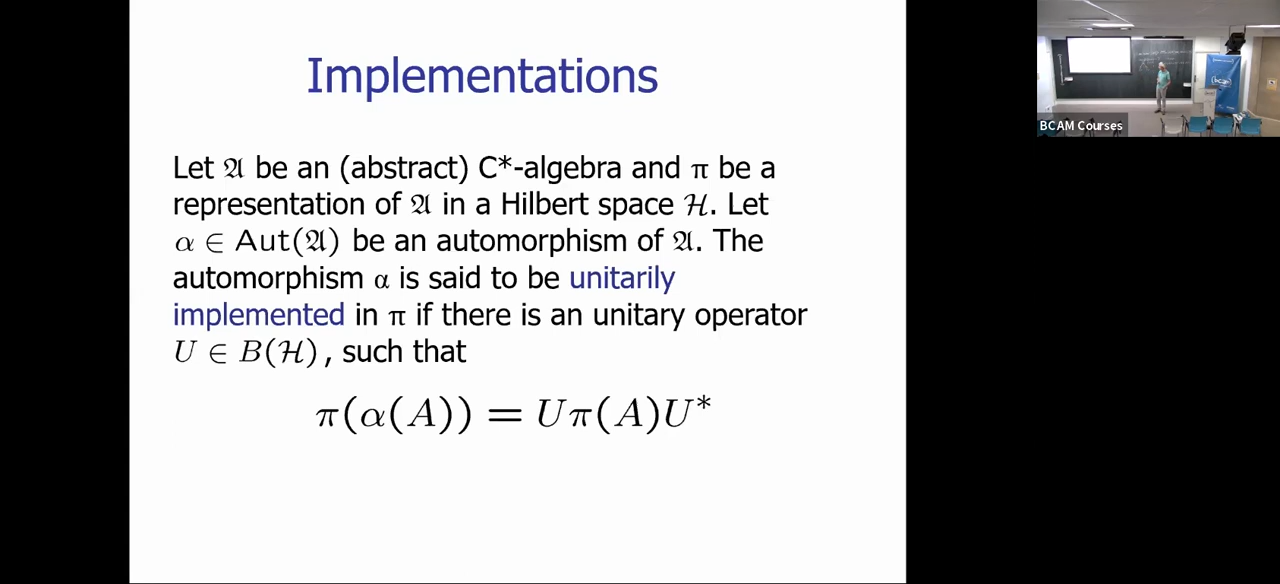 Implementations
Let 𝔄 be an (abstract) C*-algebra and π be a
representation of 𝔄 in a Hilbert space ℋ. Let
α ∈ Aut(𝔄) be an automorphism of 𝔄. The
automorphism α is said to be unitarily
implemented in π if there is an unitary operator
U ∈ B(ℋ), such that
π(α(A)) = Uπ(A)U*
BCAM Courses